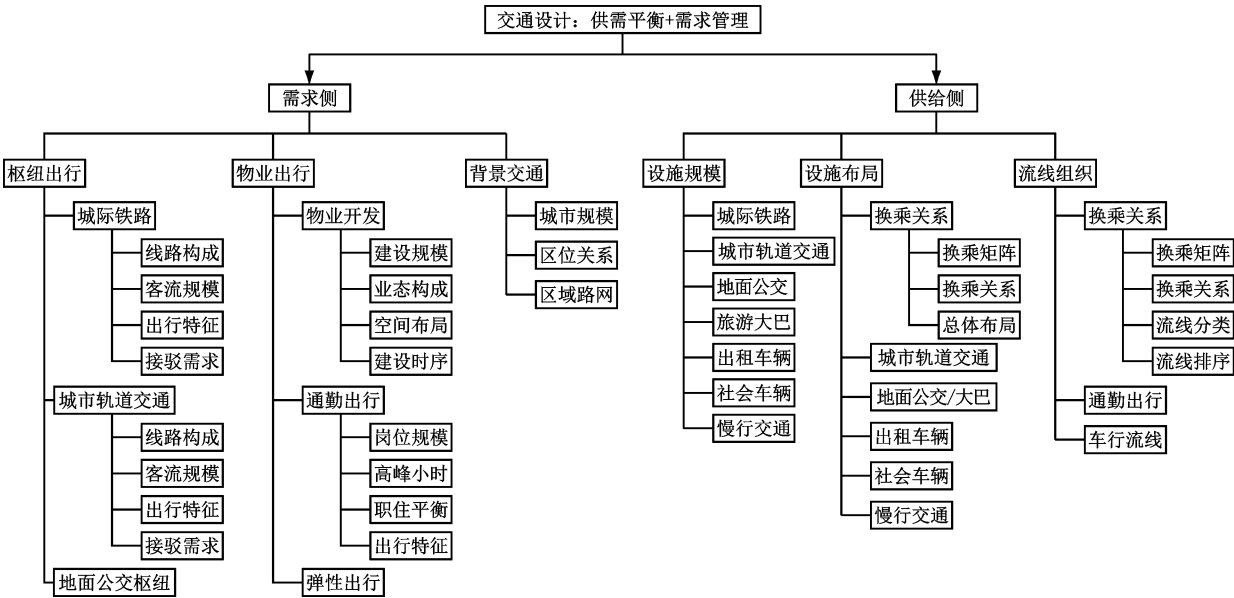 交通设计：供需平衡+需求管理
需求侧
供给侧
枢纽出行
物业出行
背景交通
设施规模
设施布局
流线组织
城际铁路
线路构成
客流规模
出行特征
接驳需求
城市轨道交通
线路构成
客流规模
出行特征
接驳需求
地面公交枢纽
物业开发
建设规模
业态构成
空间布局
建设时序
通勤出行
岗位规模
高峰小时
职住平衡
出行特征
弹性出行
城市规模
区位关系
区域路网
城际铁路
城市轨道交通
地面公交
旅游大巴
出租车辆
社会车辆
慢行交通
换乘关系
换乘矩阵
换乘关系
总体布局
城市轨道交通
地面公交/大巴
出租车辆
社会车辆
慢行交通
换乘关系
换乘矩阵
换乘关系
流线分类
流线排序
通勤出行
车行流线